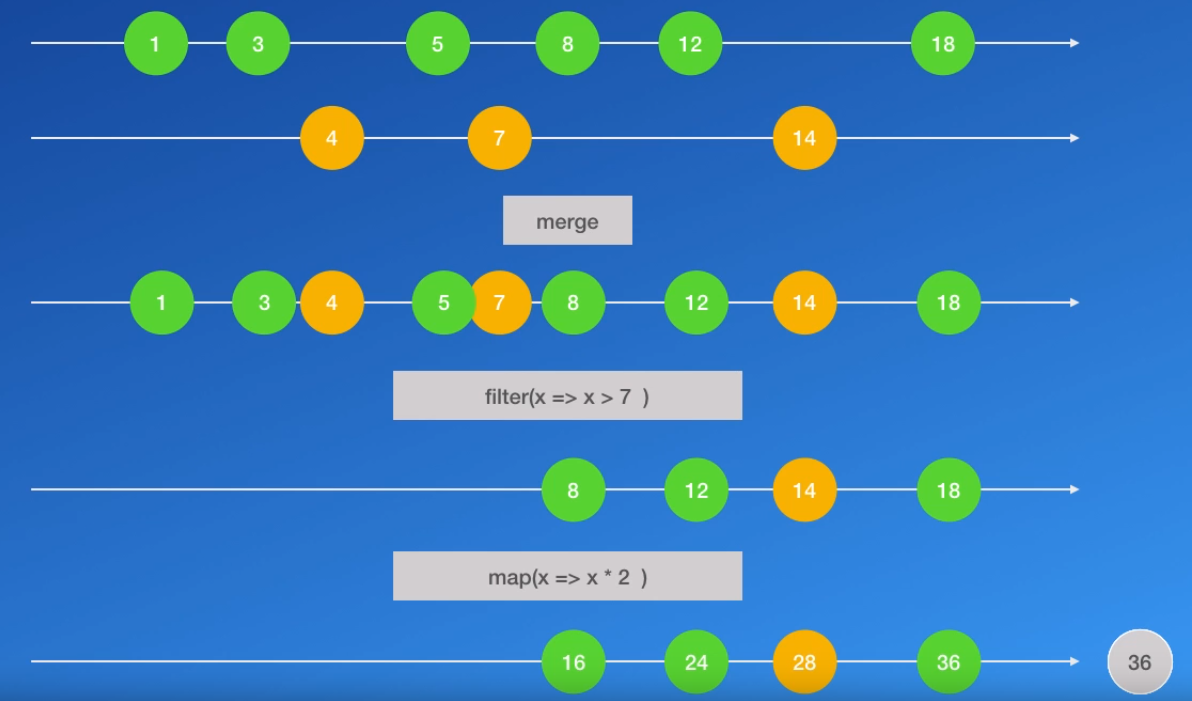 1 3 5 8 12 18
4 7 14
merge
1 3 4 5 7 8 12 14 18
filter(x => x > 7 )
8 12 14 18
map(x => x * 2 )
16 24 28 36 36